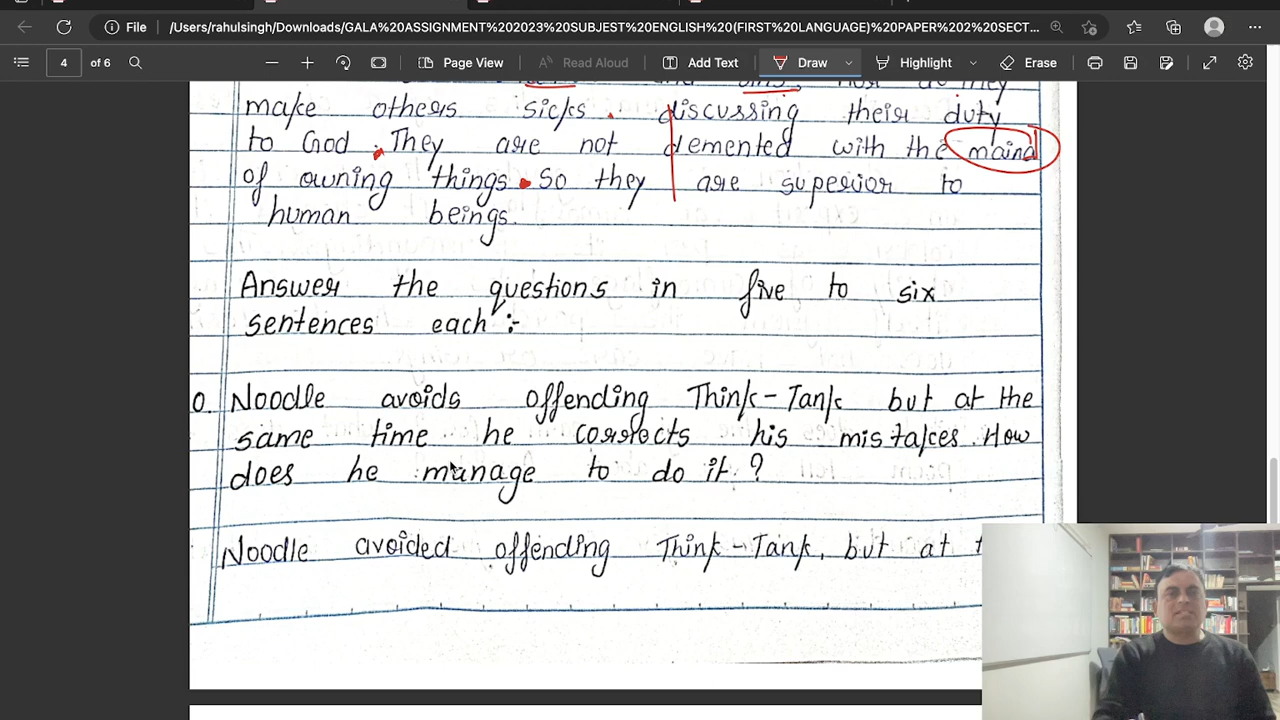 File /Users/rahulsingh/Downloads/GALA%20ASSIGNMENT%202023%20SUBJEST%20ENGLISH%20(FIRST%20LANGUAGE)%20PAPER%202%20SECT...
4 of 6 Page View Read Aloud Add Text Draw Highlight Erase
make others sicks. discussing their duty
to God. They are not demented with the maind
of owning things. So they are superior to
human beings.
Answer the questions in five to six
sentences each :-
0. Noodle avoids offending Think-Tank but at the
same time he corrects his mistakes. How
does he manage to do it. ?
Noodle avoided offending Think-Tank, but at